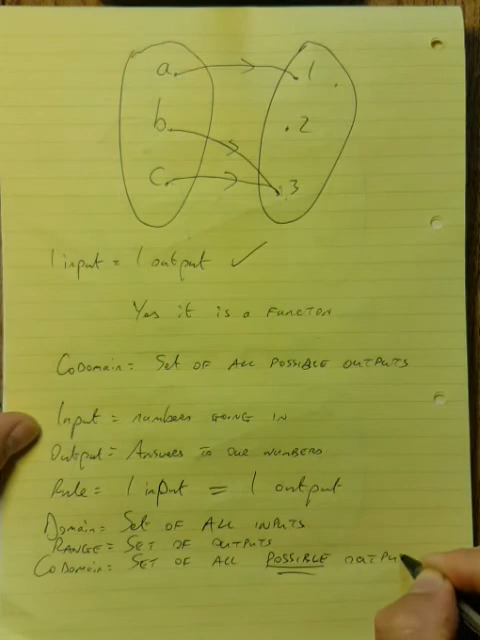 a. 1
b. . 2
c. . 3
1 input = 1 output ✓
Yes it is a Functon
CoDomain = Set OF ALL POSSIBLE OUTPUTS
Input = numbers GOING IN
Output = Answers to our numbers
Rule = 1 input = 1 output
Domain = Set OF ALL INPUTS
RANGE = SET OF OUTPUTS
CoDomain = SET OF ALL POSSIBLE OUTPU